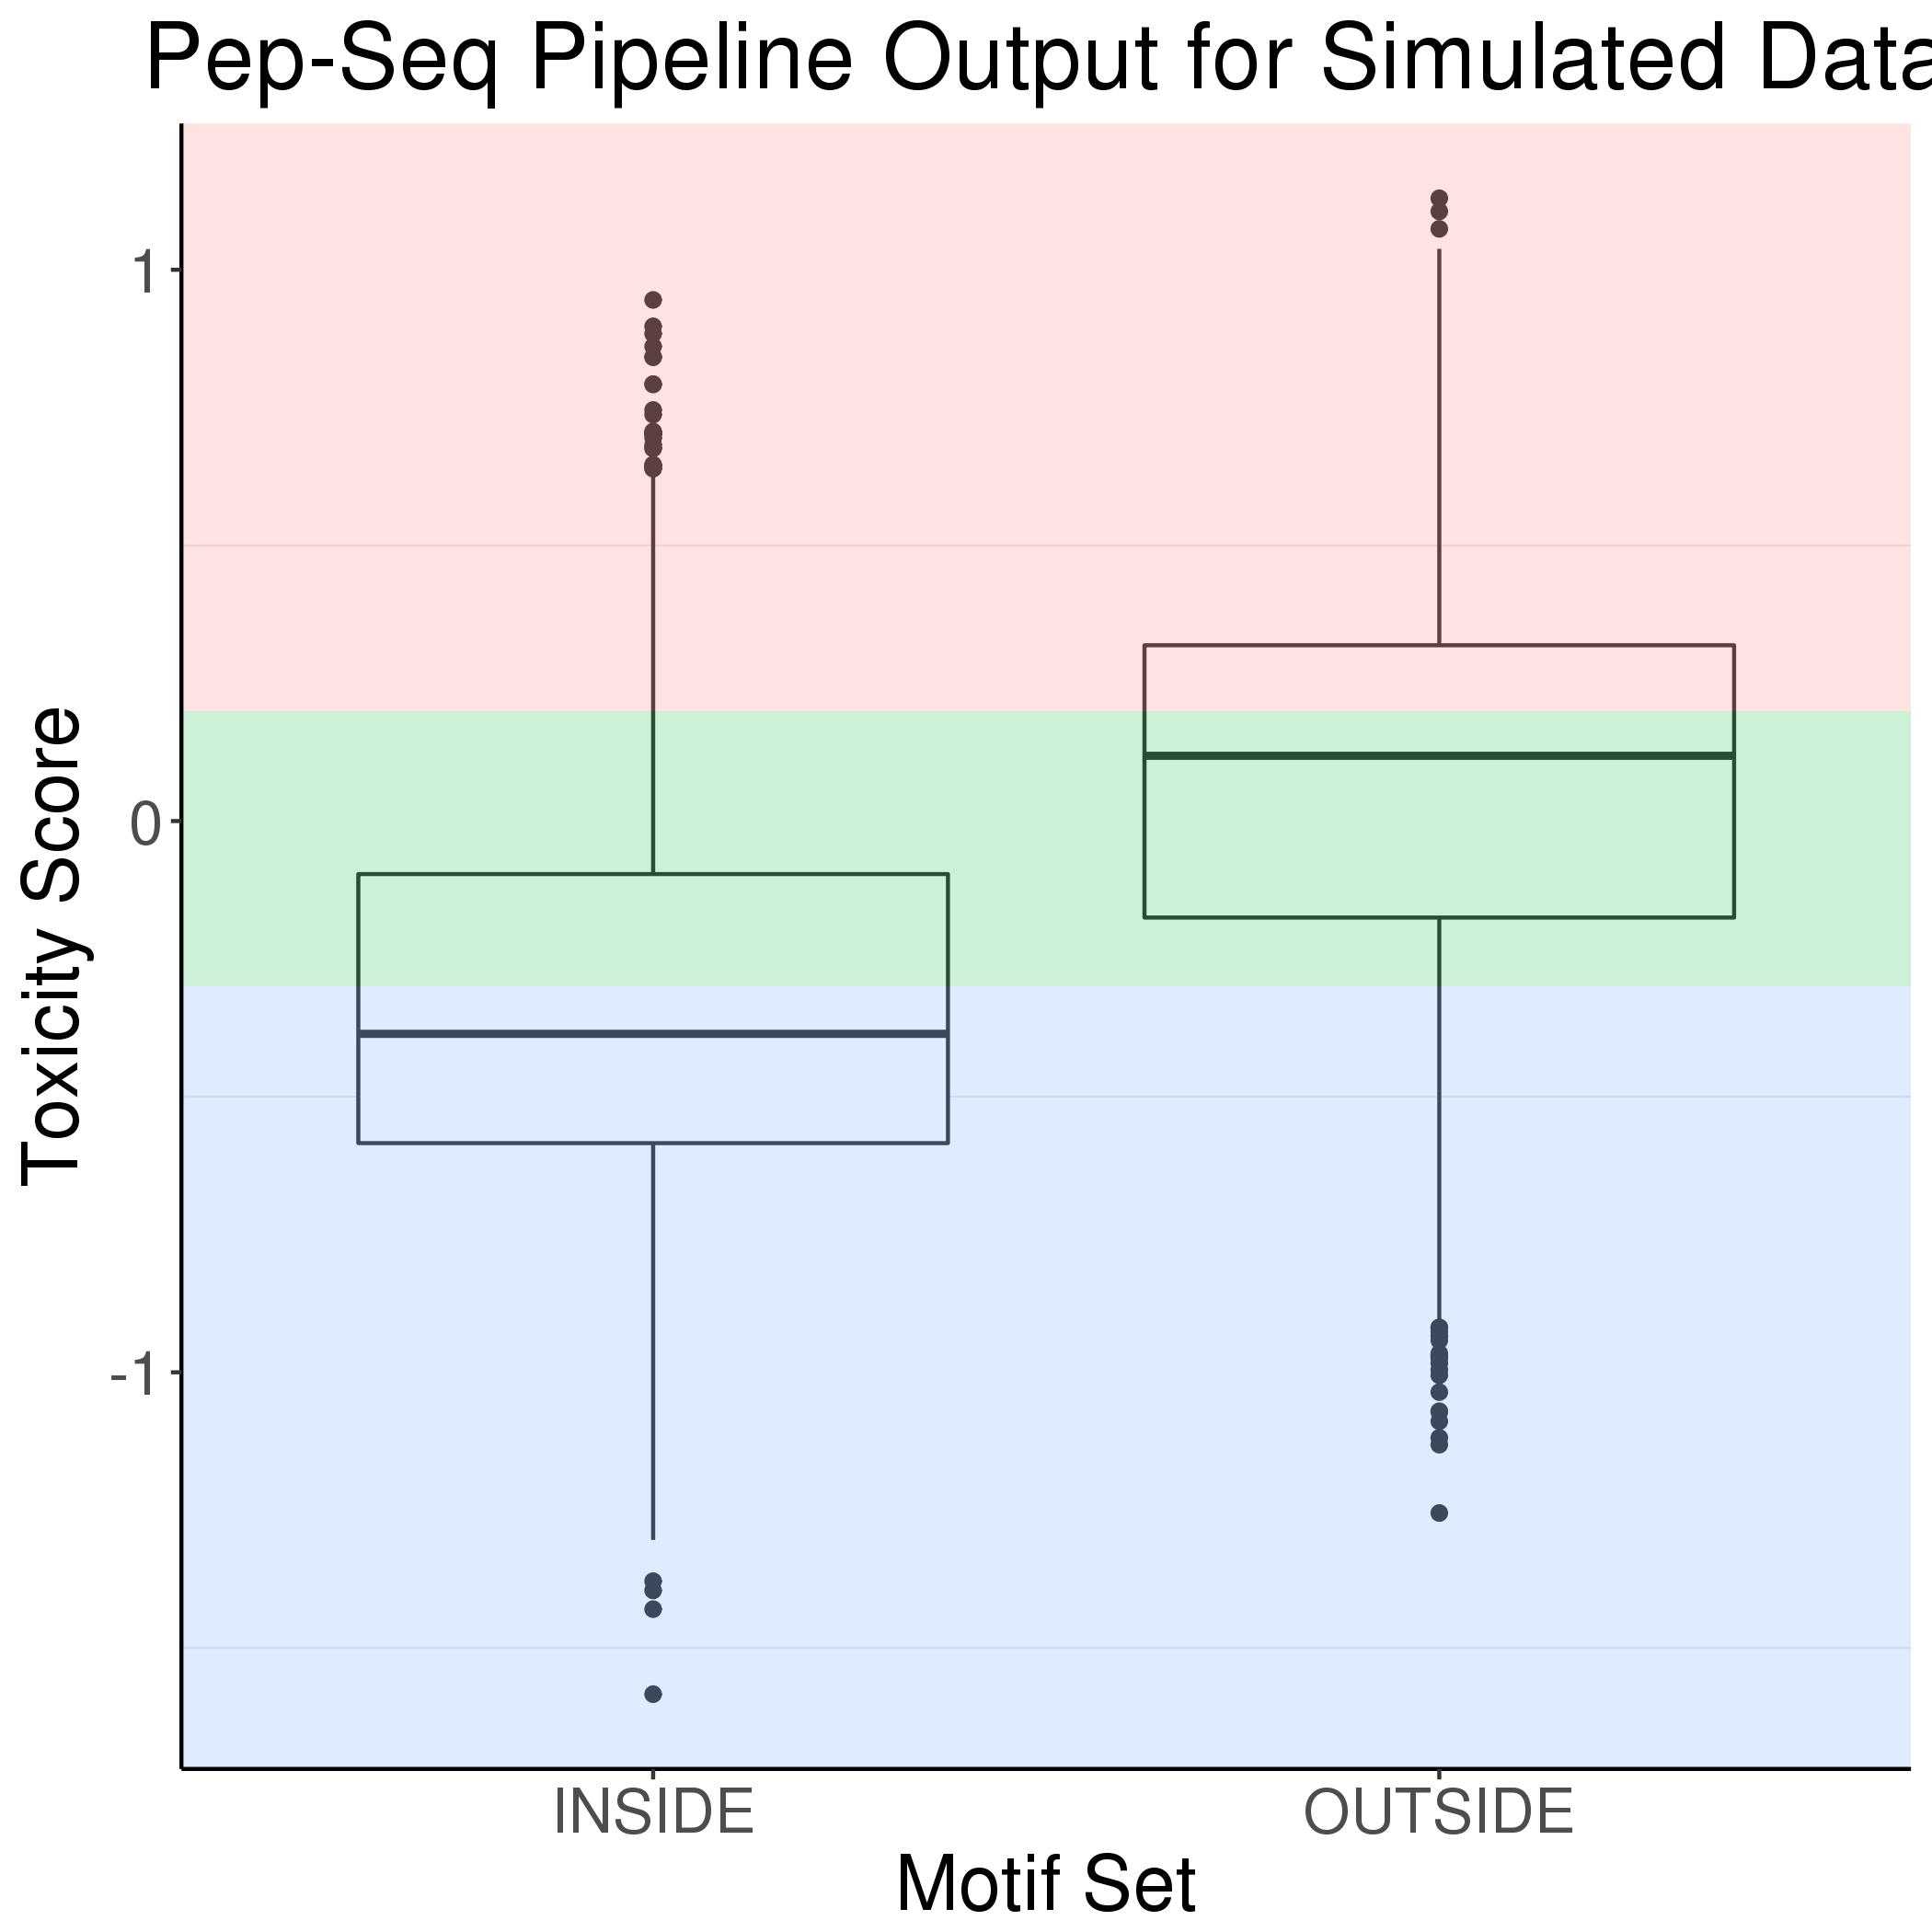 Pep-Seq Pipeline Output for Simulated Data
Toxicity Score
1
0
-1
INSIDE
OUTSIDE
Motif Set